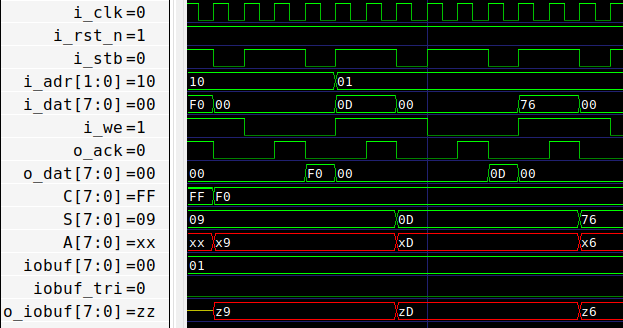 i_clk=0
i_rst_n=1
i_stb=0
i_adr[1:0]=10 10 01
i_dat[7:0]=00 F0 00 0D 00 76 00
i_we=1
o_ack=0
o_dat[7:0]=00 00 F0 00 0D 00
C[7:0]=FF FF F0
S[7:0]=09 09 0D 76
A[7:0]=xx xx x9 xD x6
iobuf[7:0]=00 01
iobuf_tri=0
o_iobuf[7:0]=zz z9 zD z6